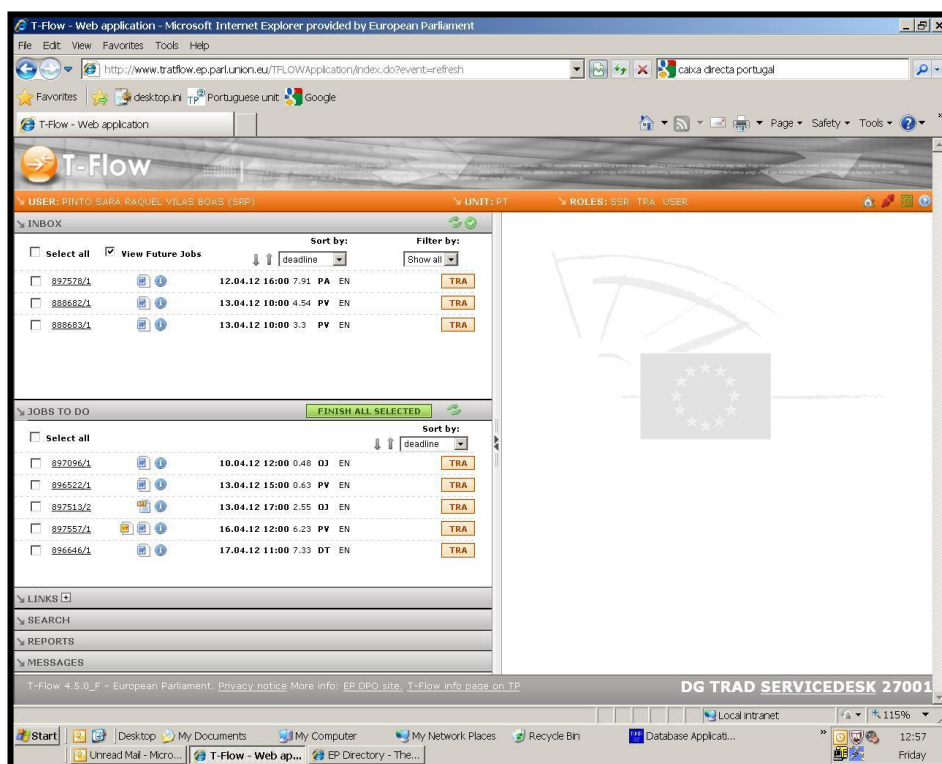 T-Flow - Web application - Microsoft Internet Explorer provided by European Parliament
File Edit View Favorites Tools Help
http://www.tratflow.ep.parl.union.eu/TFLOWApplication/index.do?event=refresh caixa directa portugal
Favorites desktop.ini TP Portuguese unit Google
T-Flow - Web application Page Safety Tools
T-Flow
USER: PINTO SARA RAQUEL VILAS BOAS (SRP) UNIT: PT ROLES: SSR TRA USER
INBOX
Sort by: Filter by:
Select all View Future Jobs deadline Show all
897578/1 12.04.12 16:00 7.91 PA EN TRA
888682/1 13.04.12 10:00 4.54 PV EN TRA
888683/1 13.04.12 10:00 3.3 PV EN TRA
JOBS TO DO FINISH ALL SELECTED
Sort by:
Select all deadline
897096/1 10.04.12 12:00 0.48 OJ EN TRA
896522/1 13.04.12 15:00 0.63 PV EN TRA
897513/2 13.04.12 17:00 2.55 OJ EN TRA
897557/1 16.04.12 12:00 6.23 PV EN TRA
896646/1 17.04.12 11:00 7.33 DT EN TRA
LINKS
SEARCH
REPORTS
MESSAGES
T-Flow 4.5.0_F - European Parliament. Privacy notice More info: EP DPO site, T-Flow info page on TP DG TRAD SERVICEDESK 27001
Local intranet 115%
Start Desktop My Documents My Computer My Network Places Recycle Bin Database Applicati... » 12:57
Unread Mail - Micro... T-Flow - Web ap... EP Directory - The... Friday